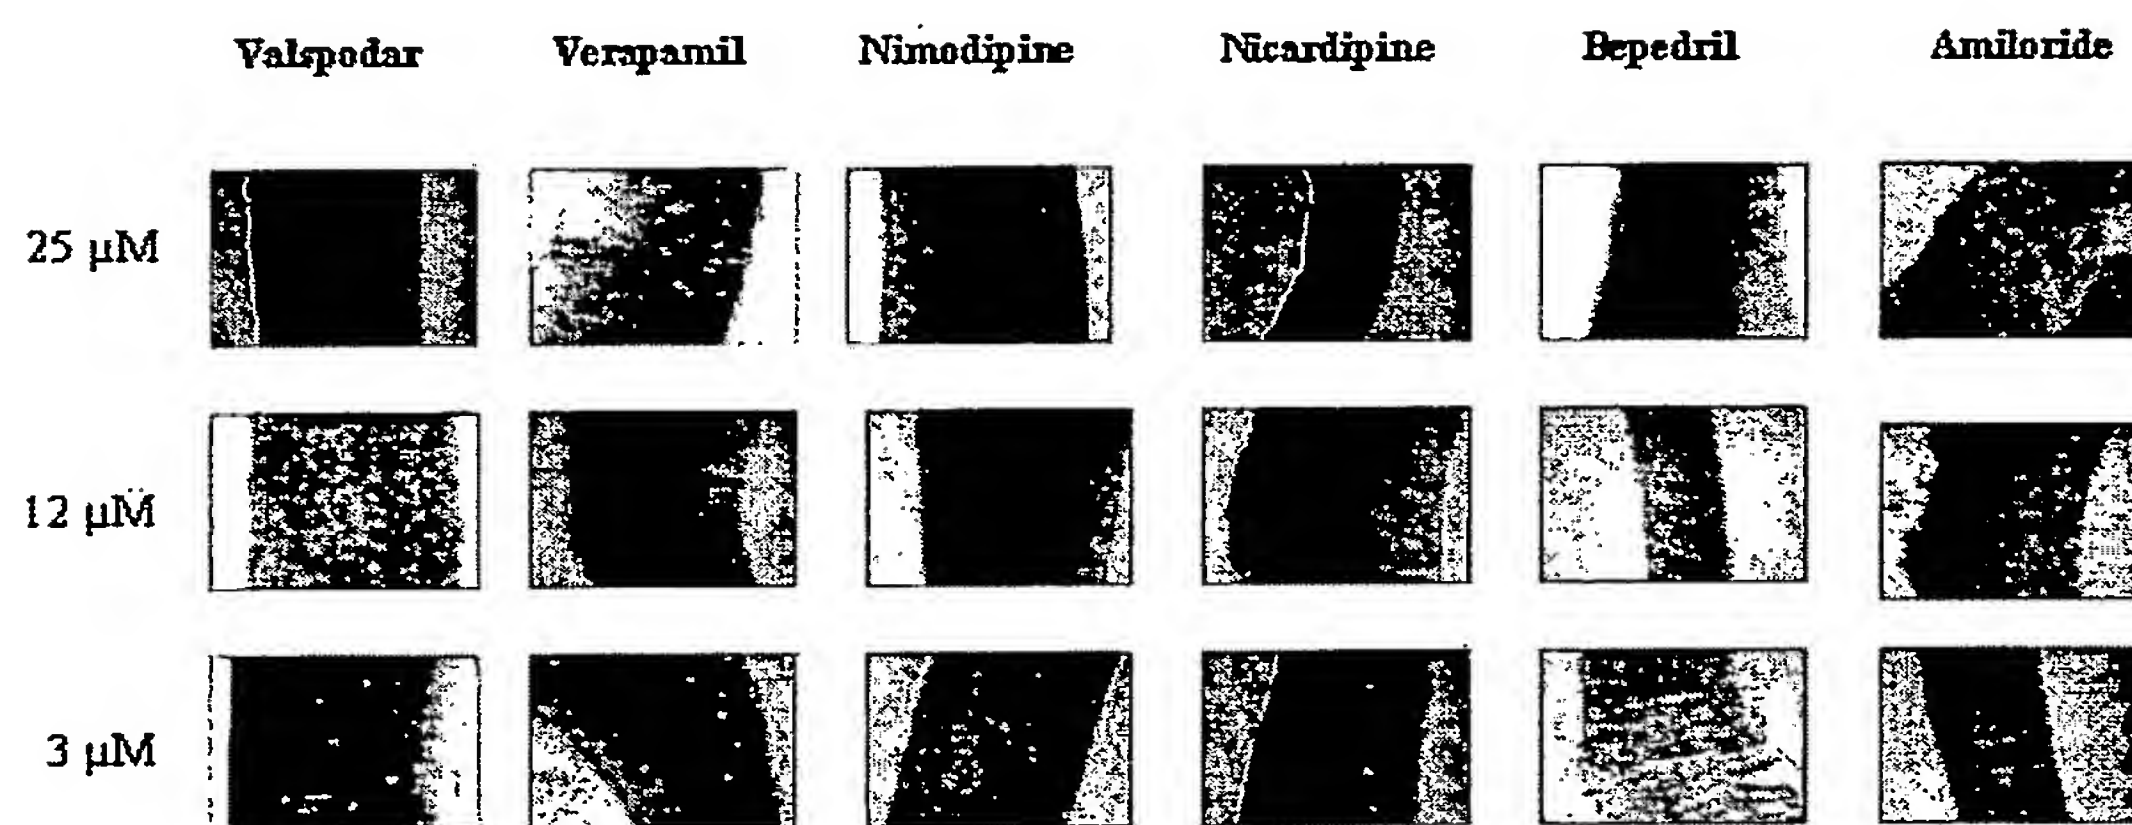 Valspodar Verapamil Nimodipine Nicardipine Bepedril Amiloride
25 µM
12 µM
3 µM